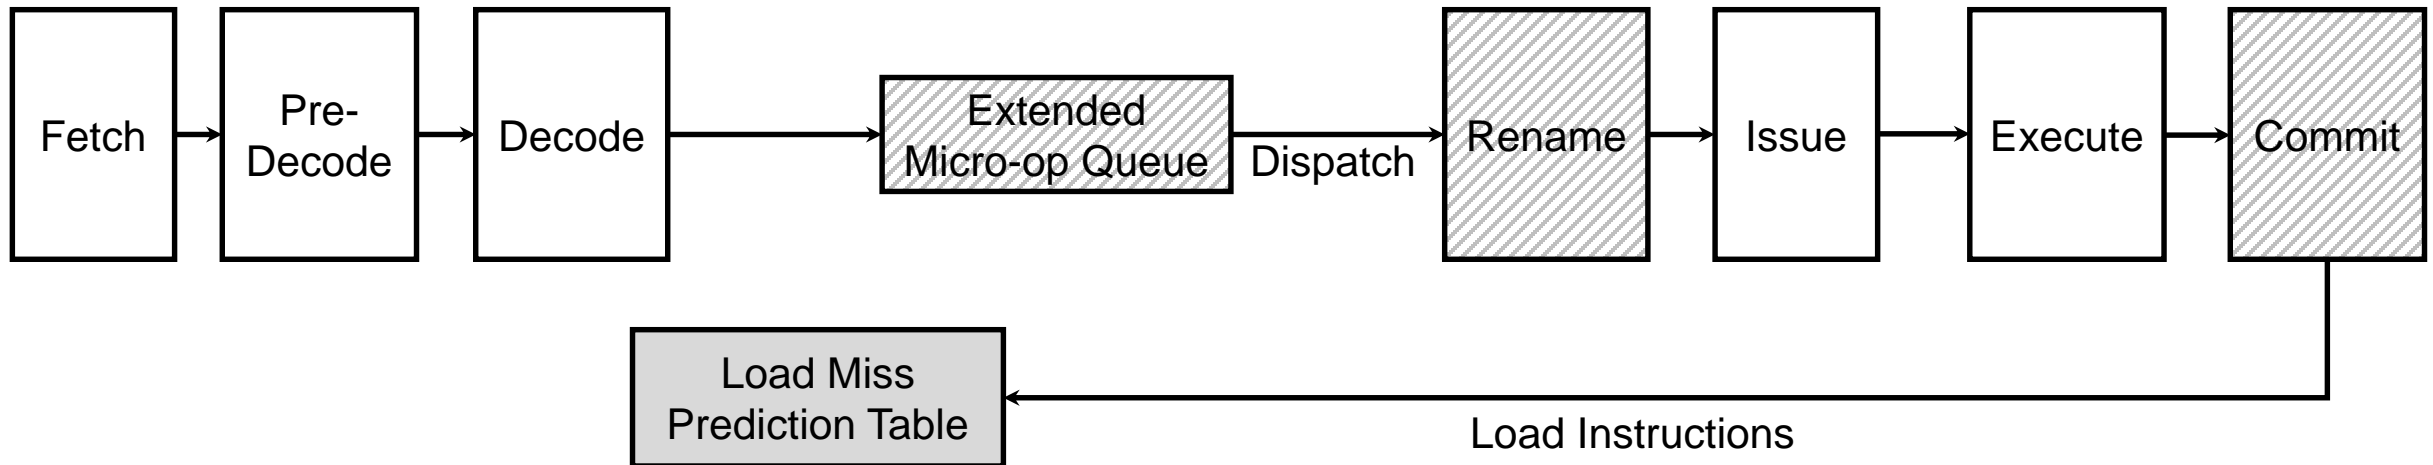 Fetch
Pre-
Decode
Decode
Extended
Micro-op Queue
Dispatch
Rename
Issue
Execute
Commit
Load Miss
Prediction Table
Load Instructions